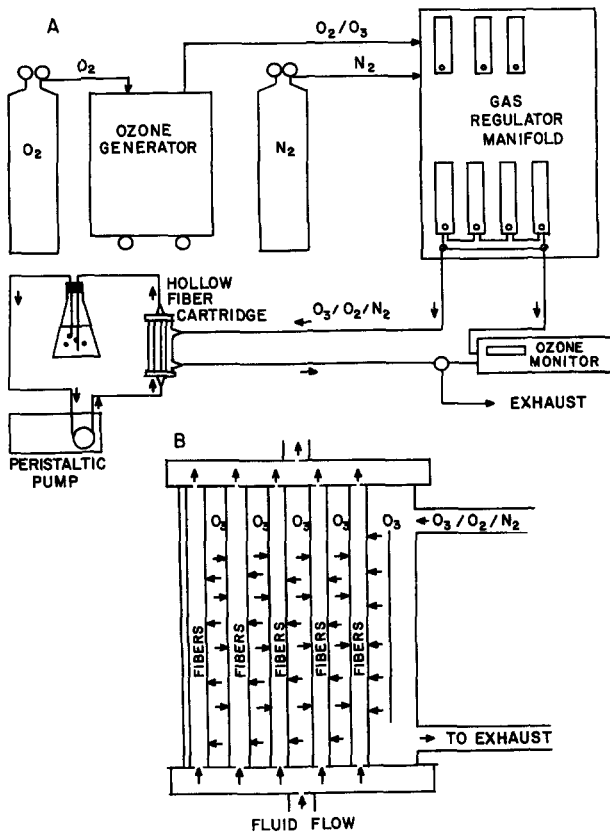 A
O₂/O₃
O₂
N₂
O₂
OZONE
GENERATOR
N₂
GAS
REGULATOR
MANIFOLD
HOLLOW
FIBER
CARTRIDGE
O₃/O₂/N₂
OZONE
MONITOR
EXHAUST
PERISTALTIC
PUMP
B
O₃ O₃ O₃ O₃ O₃ O₃/O₂/N₂
FIBERS FIBERS FIBERS FIBERS FIBERS
TO EXHAUST
FLUID FLOW